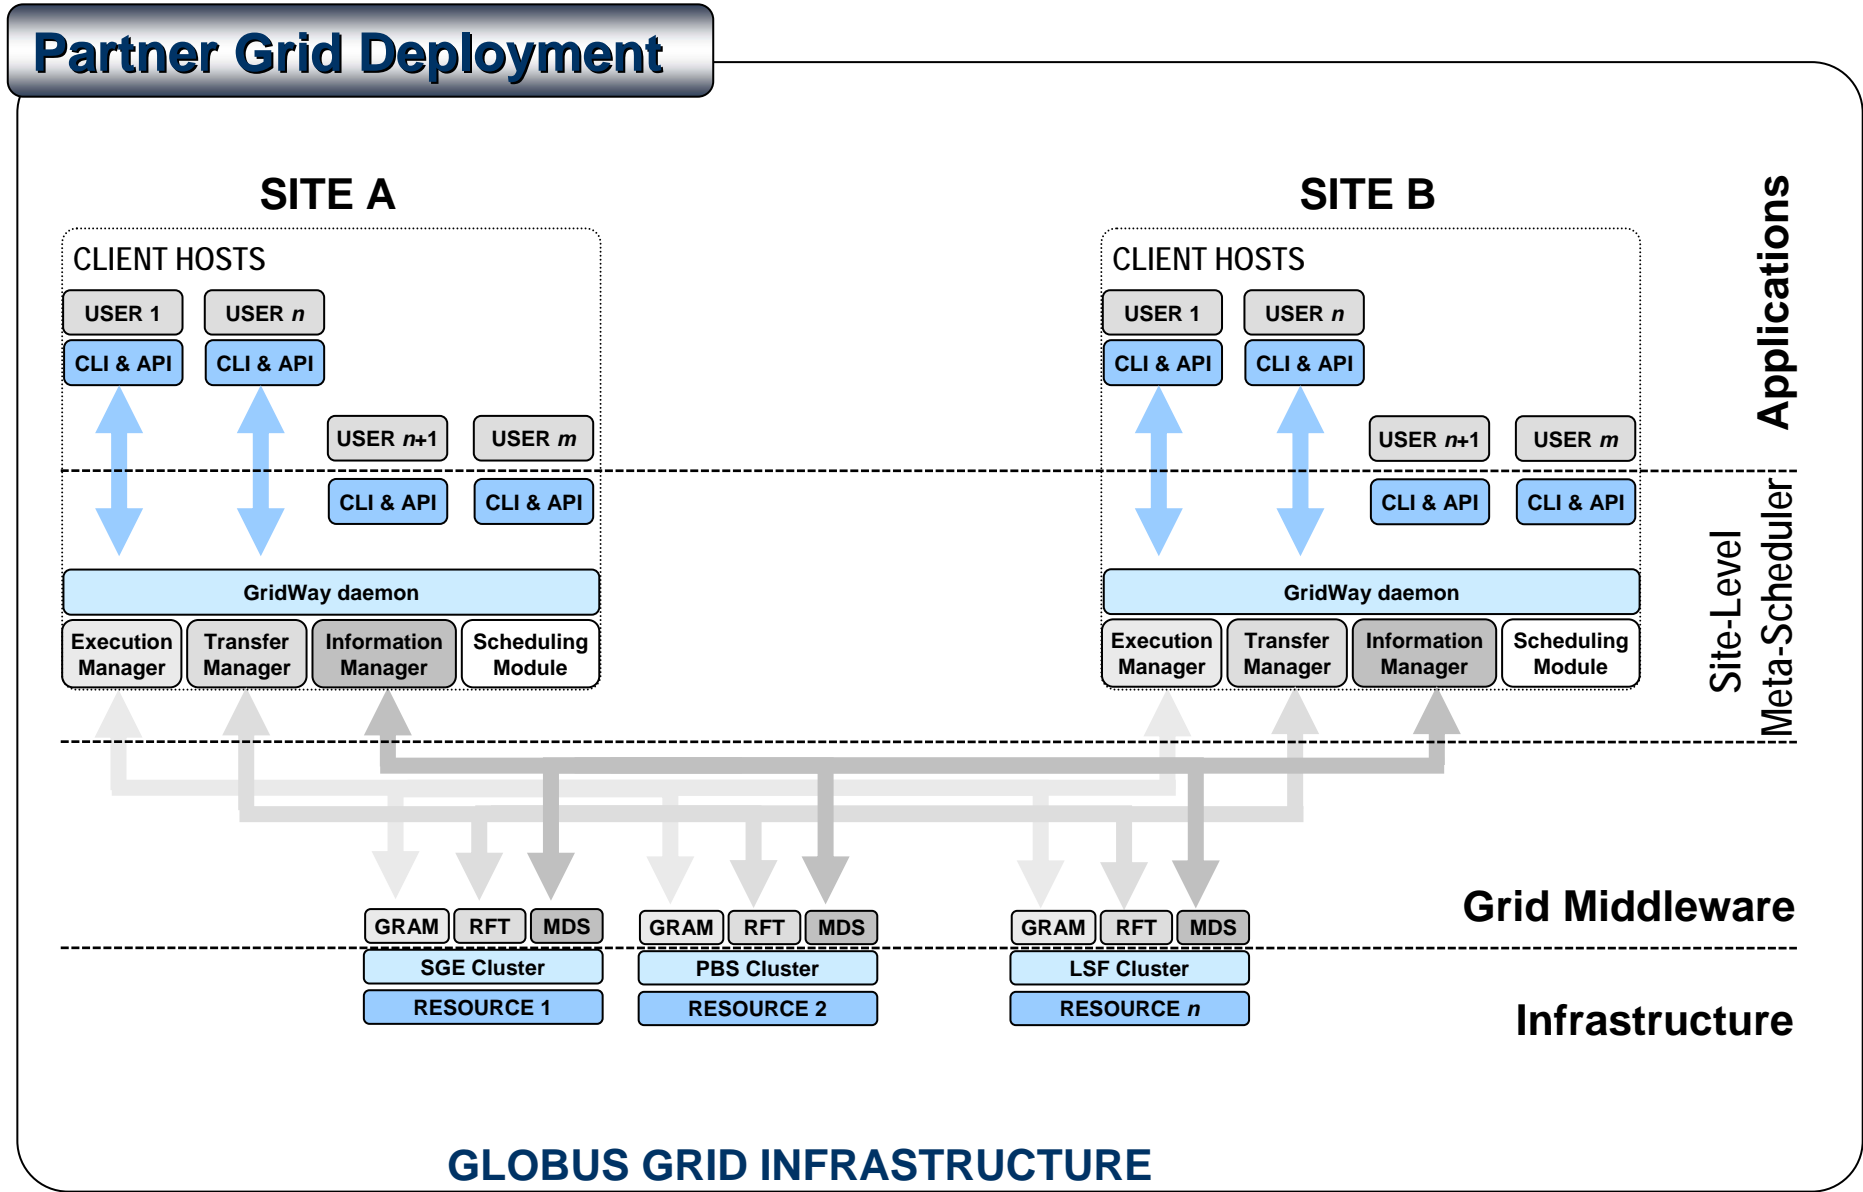 Partner Grid Deployment
SITE A
SITE B
CLIENT HOSTS
CLIENT HOSTS
USER 1
USER n
USER 1
USER n
CLI & API
CLI & API
CLI & API
CLI & API
USER n+1
USER m
USER n+1
USER m
CLI & API
CLI & API
CLI & API
CLI & API
GridWay daemon
GridWay daemon
Execution
Manager
Transfer
Manager
Information
Manager
Scheduling
Module
Execution
Manager
Transfer
Manager
Information
Manager
Scheduling
Module
Applications
Site-Level
Meta-Scheduler
GRAM
RFT
MDS
GRAM
RFT
MDS
GRAM
RFT
MDS
Grid Middleware
SGE Cluster
PBS Cluster
LSF Cluster
RESOURCE 1
RESOURCE 2
RESOURCE n
Infrastructure
GLOBUS GRID INFRASTRUCTURE